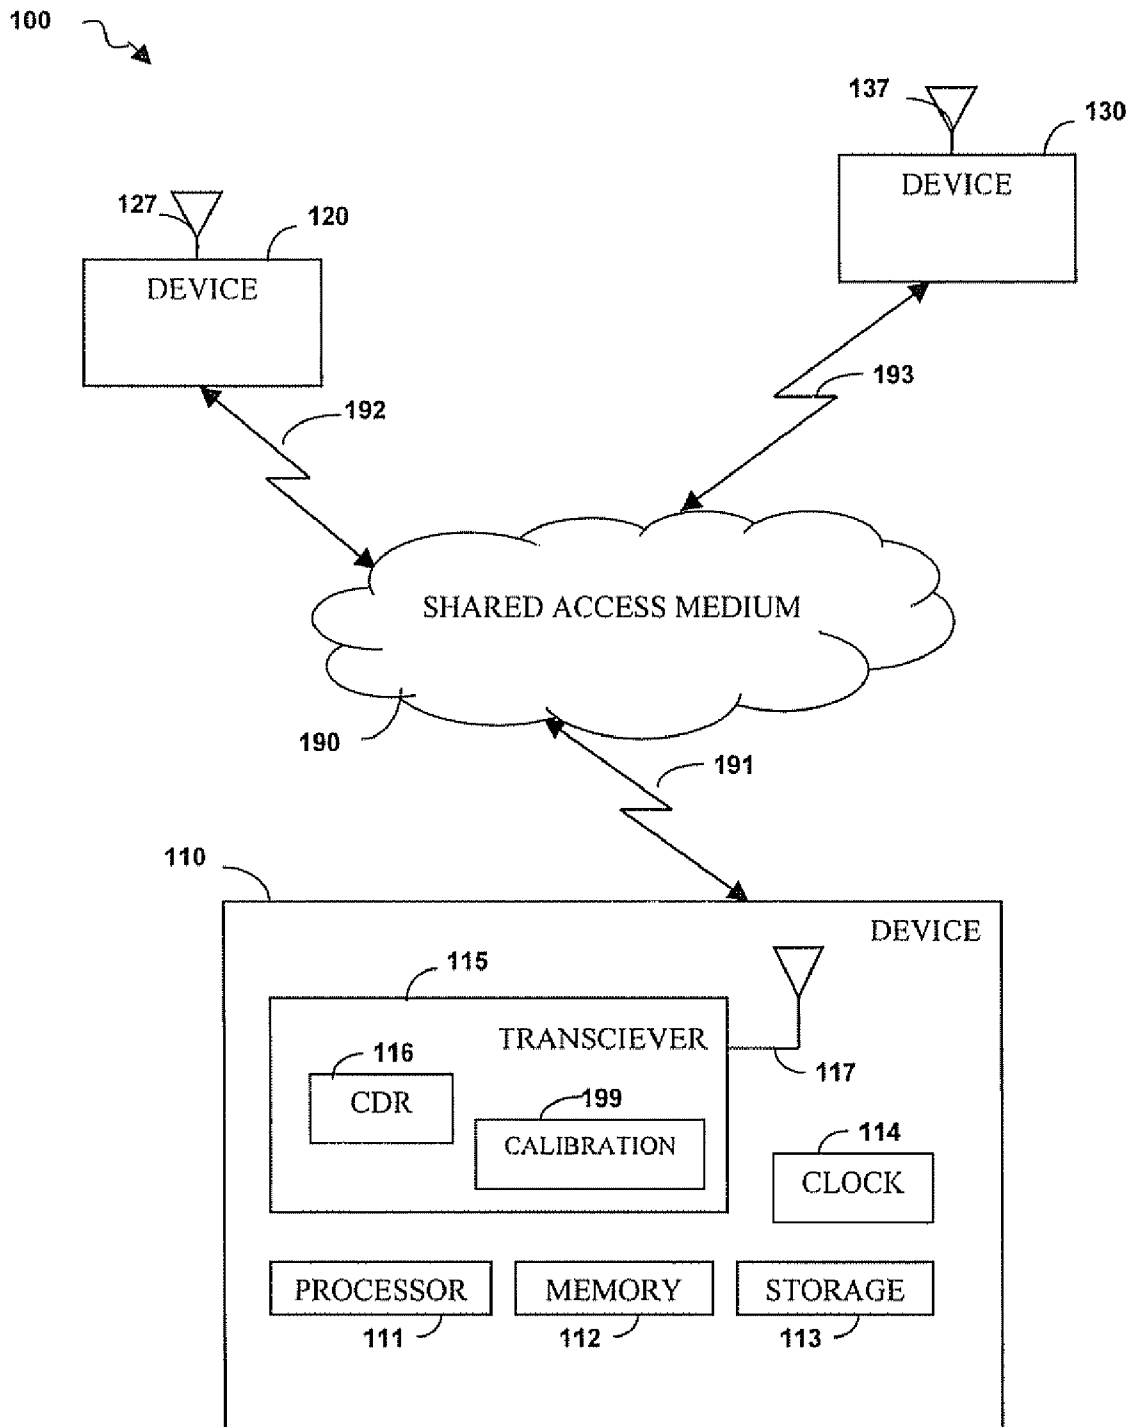 100
137
130
DEVICE
127
120
DEVICE
193
192
SHARED ACCESS MEDIUM
190
191
110
DEVICE
115
TRANSCIEVER
116
117
CDR
199
CALIBRATION
114
CLOCK
PROCESSOR
MEMORY
STORAGE
111
112
113